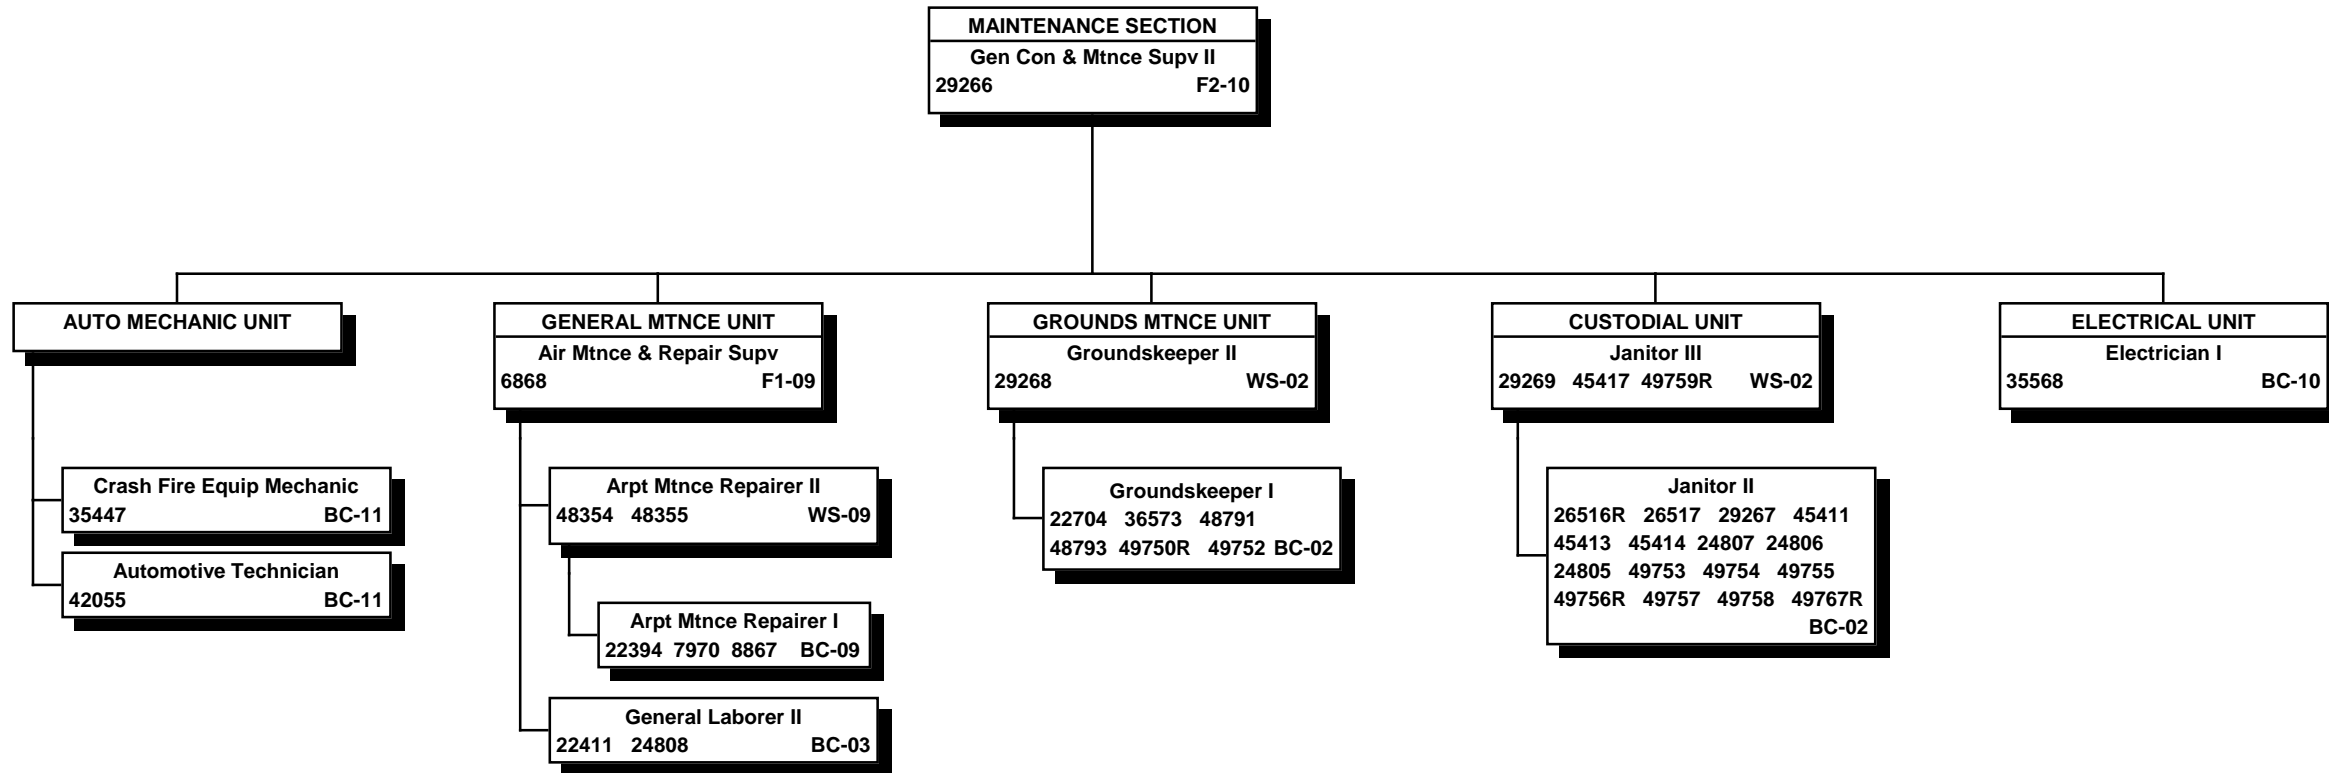 MAINTENANCE SECTION
Gen Con & Mtnce Supv II
29266 F2-10
AUTO MECHANIC UNIT
Crash Fire Equip Mechanic
35447 BC-11
Automotive Technician
42055 BC-11
GENERAL MTNCE UNIT
Air Mtnce & Repair Supv
6868 F1-09
Arpt Mtnce Repairer II
48354 48355 WS-09
Arpt Mtnce Repairer I
22394 7970 8867 BC-09
General Laborer II
22411 24808 BC-03
GROUNDS MTNCE UNIT
Groundskeeper II
29268 WS-02
Groundskeeper I
22704 36573 48791
48793 49750R 49752 BC-02
CUSTODIAL UNIT
Janitor III
29269 45417 49759R WS-02
Janitor II
26516R 26517 29267 45411
45413 45414 24807 24806
24805 49753 49754 49755
49756R 49757 49758 49767R
BC-02
ELECTRICAL UNIT
Electrician I
35568 BC-10